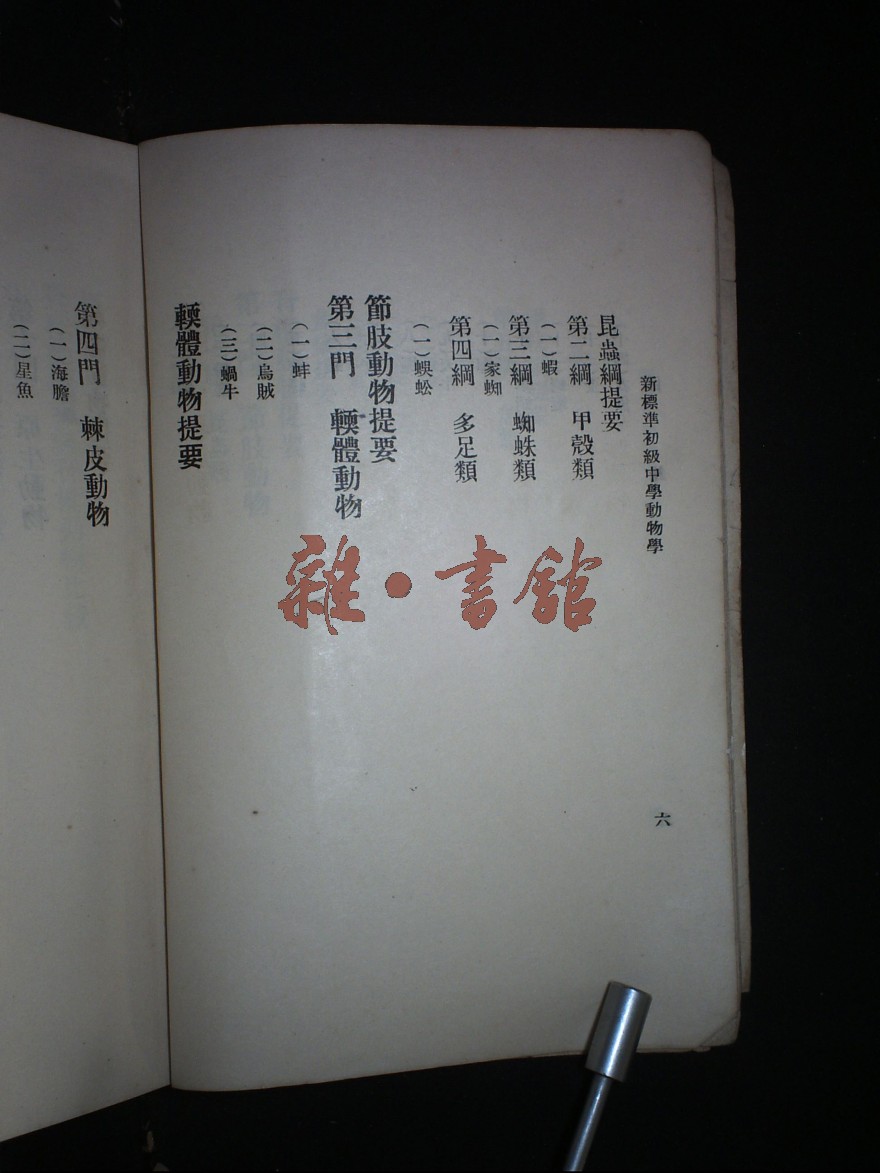 新標準初級中學動物學
六
昆蟲綱提要
第二綱 甲殼類
(一)蝦
第三綱 蜘蛛類
(一)家蜘
第四綱 多足類
(一)蜈蚣
節肢動物提要
第三門 輭體動物
(一)蚌
(二)烏賊
(三)蝸牛
輭體動物提要
第四門 棘皮動物
(一)海膽
(二)星魚
雜·書館